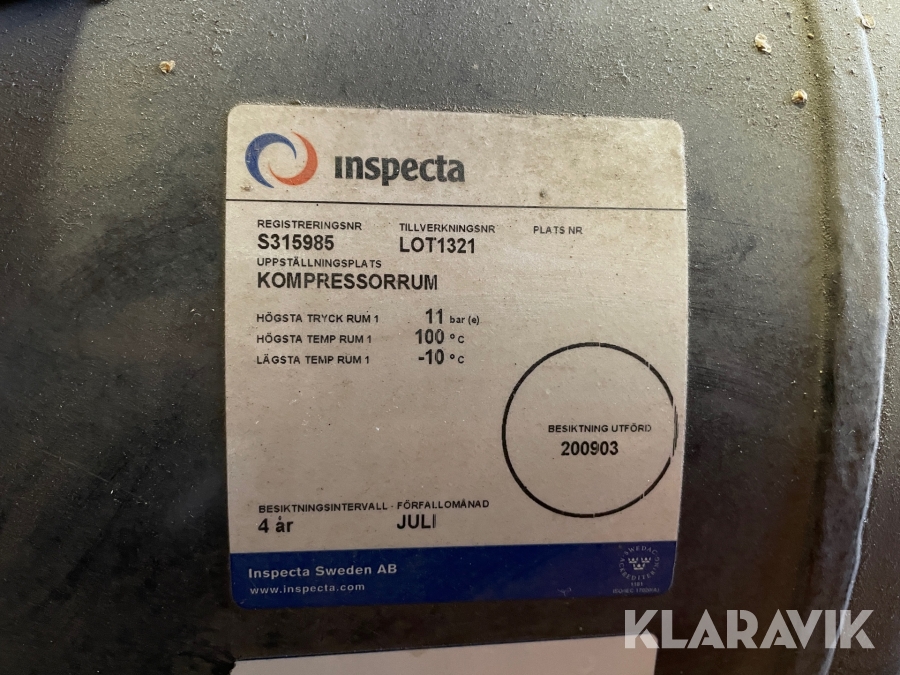 inspecta
REGISTRERINGSNR TILLVERKNINGSNR PLATS NR
S315985 LOT1321
UPPSTÄLLNINGSPLATS
KOMPRESSORRUM
HÖGSTA TRYCK RUM 1 11 bar (e)
HÖGSTA TEMP RUM 1 100 °C
LÄGSTA TEMP RUM 1 -10 °C
BESIKTNING UTFÖRD
200903
BESIKTNINGSINTERVALL - FÖRFALLOMÅNAD
4 år JULI
Inspecta Sweden AB
www.inspecta.com
SWEDAC
ACKREDITERING
KLARAVIK